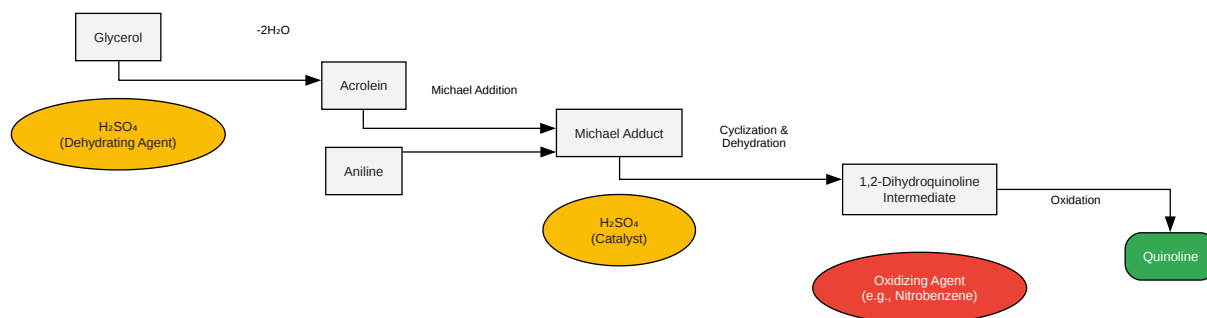 Glycerol
-2H₂O
H₂SO₄
(Dehydrating Agent)
Acrolein
Michael Addition
Aniline
Michael Adduct
H₂SO₄
(Catalyst)
Cyclization &
Dehydration
1,2-Dihydroquinoline
Intermediate
Oxidizing Agent
(e.g., Nitrobenzene)
Oxidation
Quinoline